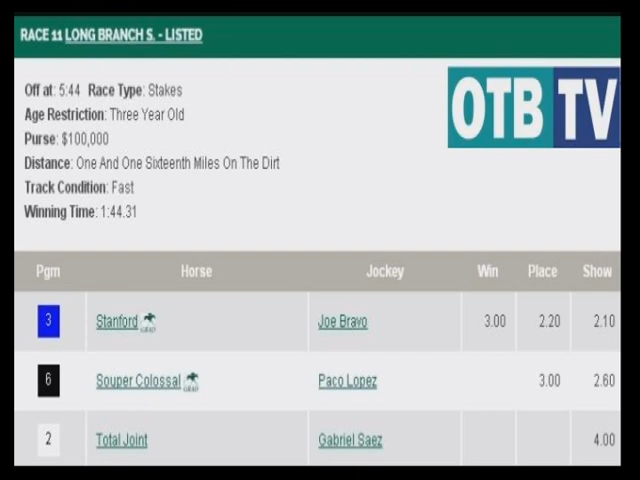 RACE 11 LONG BRANCH S. - LISTED
OTB TV
Off at: 5:44 Race Type: Stakes
Age Restriction: Three Year Old
Purse: $100,000
Distance: One And One Sixteenth Miles On The Dirt
Track Condition: Fast
Winning Time: 1:44.31
Pgm Horse Jockey Win Place Show
3 Stanford Joe Bravo 3.00 2.20 2.10
6 Souper Colossal Paco Lopez 3.00 2.60
2 Total Joint Gabriel Saez 4.00